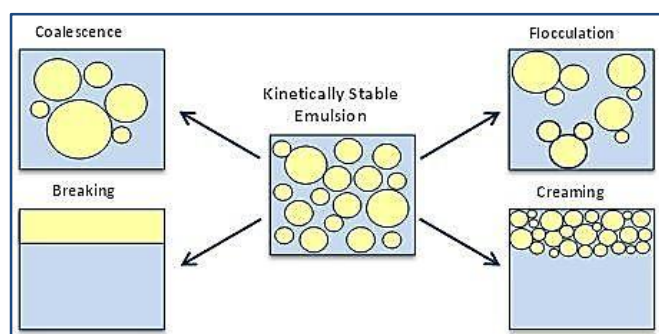 Coalescence
Flocculation
Kinetically Stable
Emulsion
Breaking
Creaming